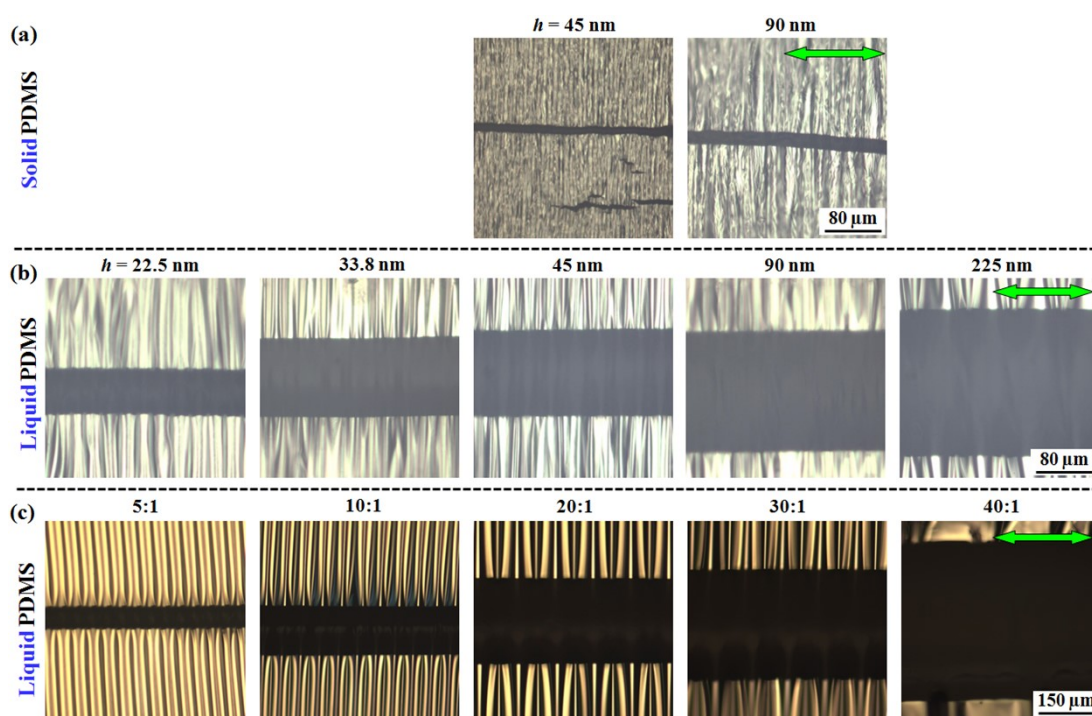 (a)
h = 45 nm 90 nm
Solid PDMS
80 µm
(b)
h = 22.5 nm 33.8 nm 45 nm 90 nm 225 nm
Liquid PDMS
80 µm
(c)
5:1 10:1 20:1 30:1 40:1
Liquid PDMS
150 µm